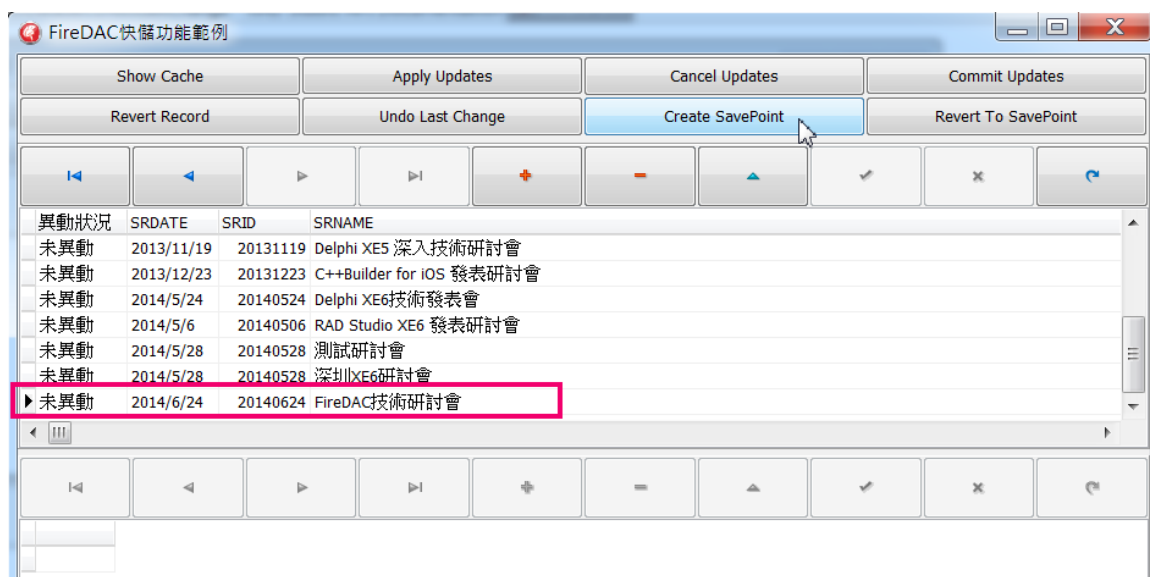 FireDAC快儲功能範例
Show Cache Apply Updates Cancel Updates Commit Updates
Revert Record Undo Last Change Create SavePoint Revert To SavePoint
異動狀況 SRDATE SRID SRNAME
未異動 2013/11/19 20131119 Delphi XE5 深入技術研討會
未異動 2013/12/23 20131223 C++Builder for iOS 發表研討會
未異動 2014/5/24 20140524 Delphi XE6技術發表會
未異動 2014/5/6 20140506 RAD Studio XE6 發表研討會
未異動 2014/5/28 20140528 測試研討會
未異動 2014/5/28 20140528 深圳XE6研討會
未異動 2014/6/24 20140624 FireDAC技術研討會